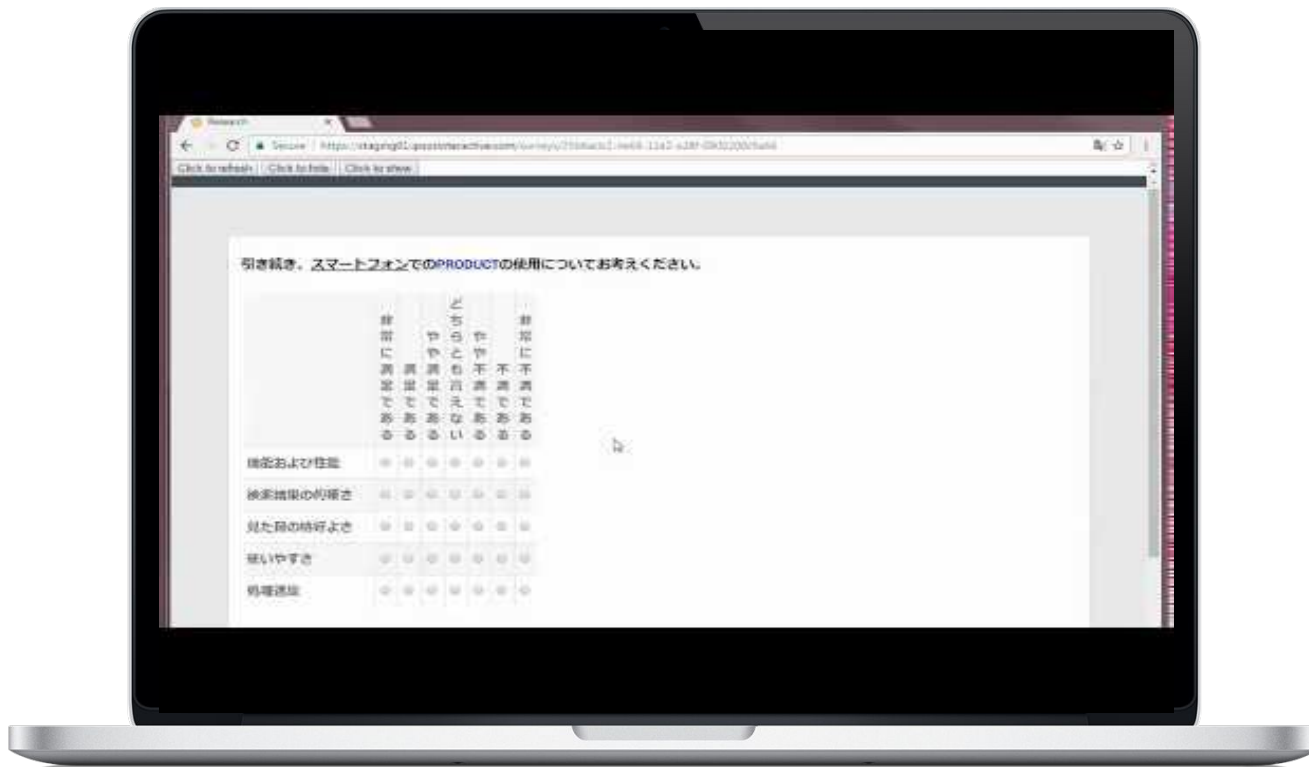 Research
Secure
Click to refresh Click to hide Click to show
引き続き、スマートフォンでのPRODUCTの使用についてお考えください。
非常に満足である
満足である
やや満足である
どちらとも言えない
やや不満である
不満である
非常に不満である
機能および性能
検索結果の的確さ
見た目の格好よさ
使いやすさ
処理速度